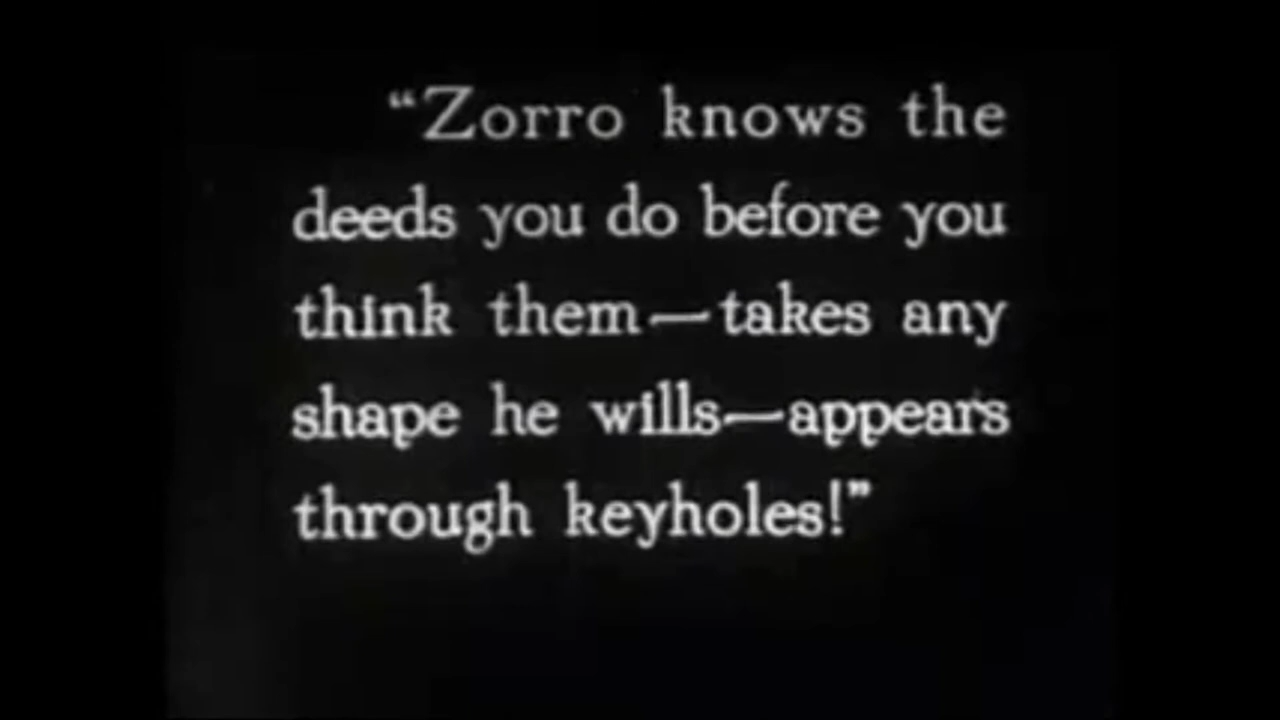 “Zorro knows the
deeds you do before you
think them—takes any
shape he wills—appears
through keyholes!”